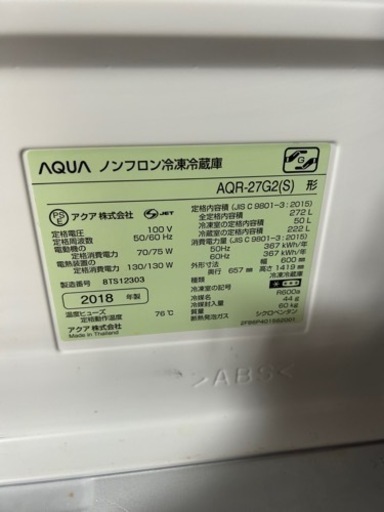 AQUA ノンフロン冷凍冷蔵庫
AQR-27G2(S) 形
G
PS E アクア株式会社 JET
定格電圧 100 V
定格周波数 50/60 Hz
電動機の
定格消費電力 70/75 W
電熱装置の
定格消費電力 130/130 W
製造番号 8TS12303
2018 年製
温度ヒューズ
定格動作温度 76℃
アクア株式会社
Made in Thailand
定格内容積 (JIS C 9801-3 : 2015)
全定格内容積 272 L
冷凍室の定格内容積 50 L
冷蔵室の定格内容積 222 L
消費電力量 (JIS C 9801-3 : 2015)
50Hz 367 kWh/年
60Hz 367 kWh/年
外形寸法 幅 600 mm
奥行 657 mm 高さ 1419 mm
種類 冷凍冷蔵庫
冷凍室の記号
冷媒 R600a
冷媒封入量 44 g
質量 60 kg
断熱発泡ガス シクロペンタン
>ABS<